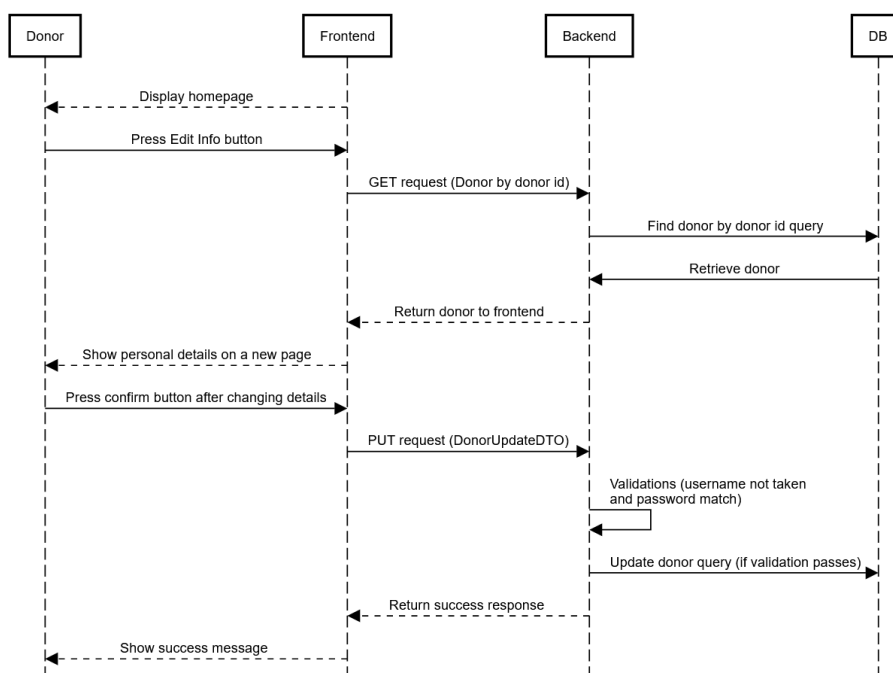 Donor
Frontend
Backend
DB
Display homepage
Press Edit Info button
GET request (Donor by donor id)
Find donor by donor id query
Retrieve donor
Return donor to frontend
Show personal details on a new page
Press confirm button after changing details
PUT request (DonorUpdateDTO)
Validations (username not taken
and password match)
Update donor query (if validation passes)
Return success response
Show success message